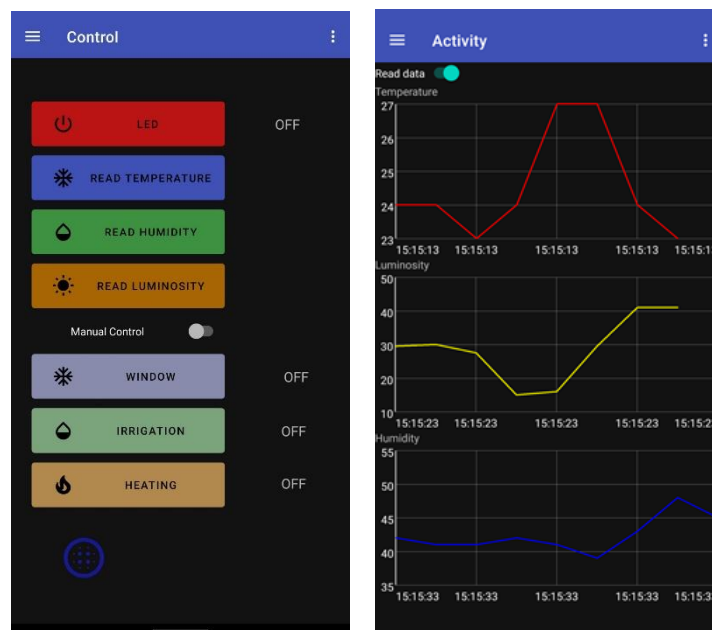 Control
LED OFF
READ TEMPERATURE
READ HUMIDITY
READ LUMINOSITY
Manual Control
WINDOW OFF
IRRIGATION OFF
HEATING OFF
Activity
Read data
Temperature
27
26
25
24
23
15:15:13 15:15:13 15:15:13 15:15:13
Luminosity
50
40
30
20
10
15:15:23 15:15:23 15:15:23 15:15:23
Humidity
55
50
45
40
35
15:15:33 15:15:33 15:15:33 15:15:33